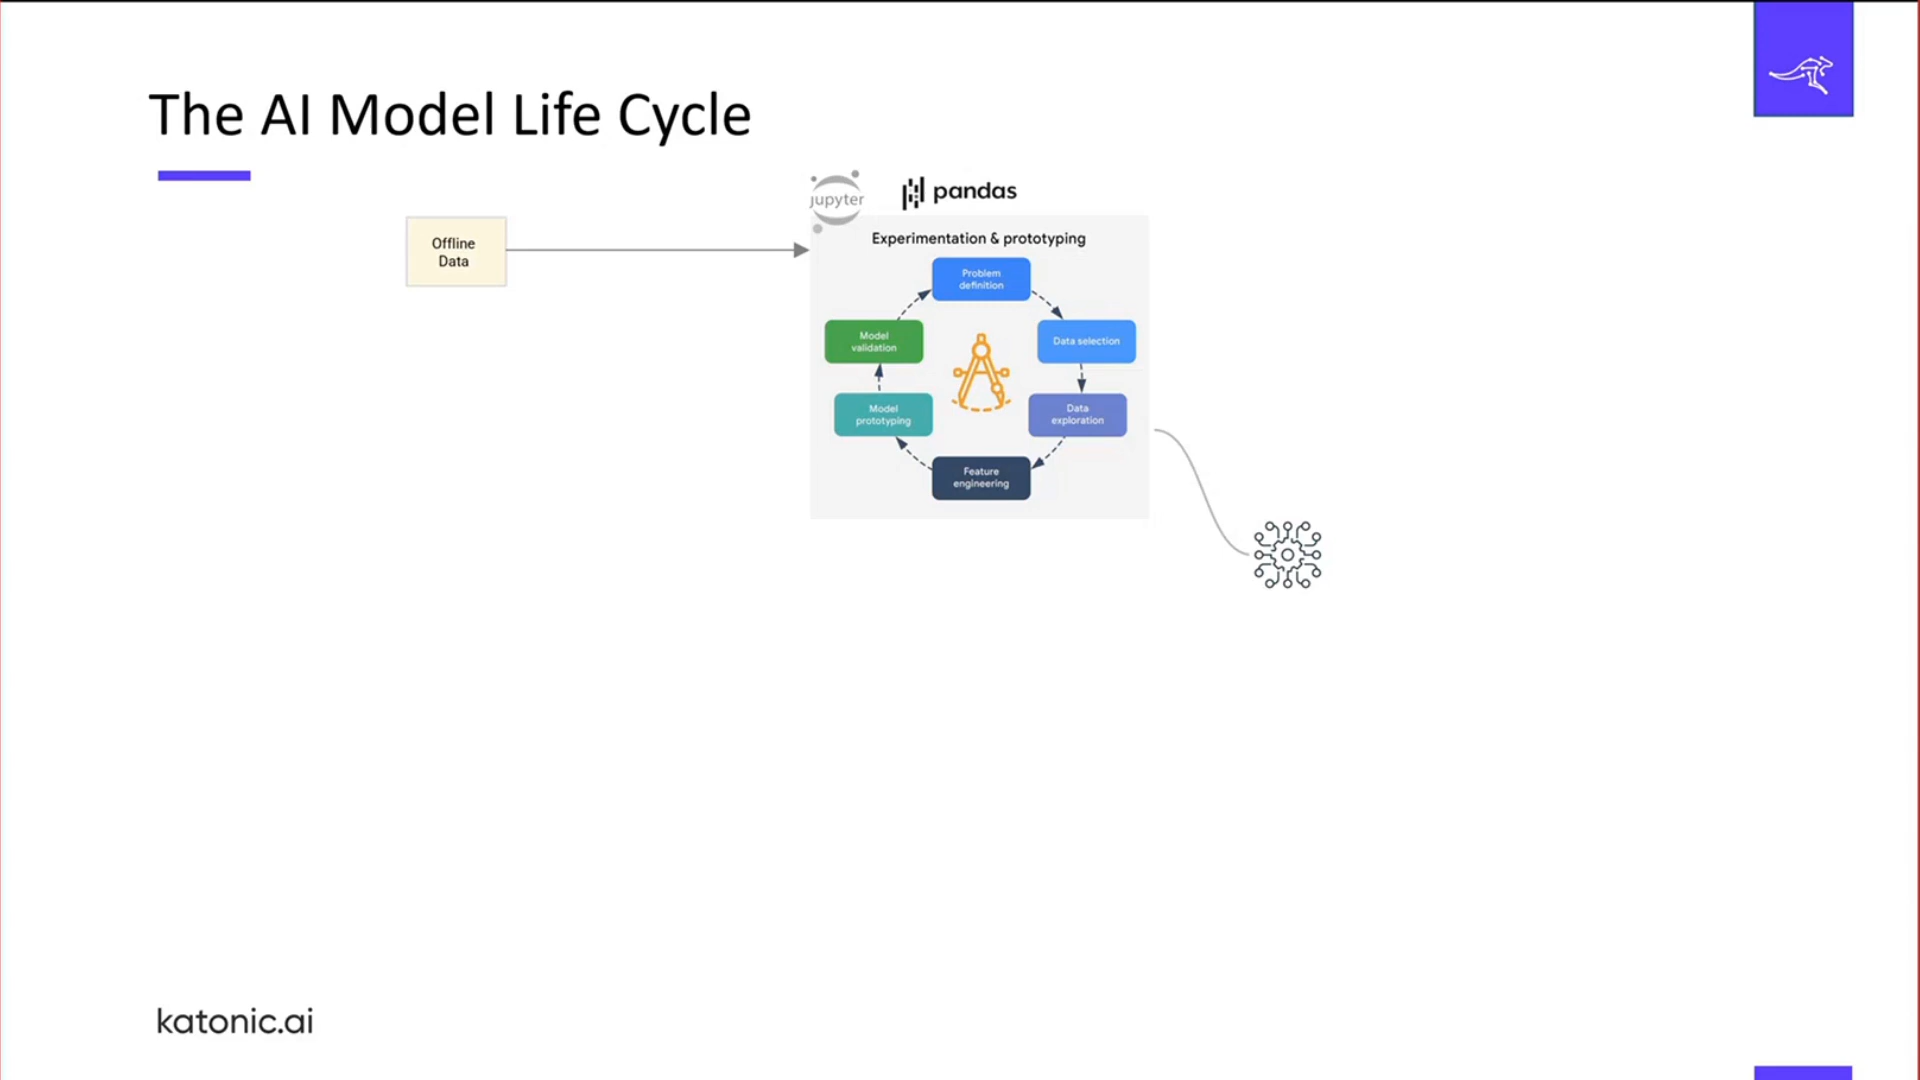 The AI Model Life Cycle
jupyter
pandas
Offline
Data
Experimentation & prototyping
Problem
definition
Model
validation
Data selection
Model
prototyping
Data
exploration
Feature
engineering
katonic.ai